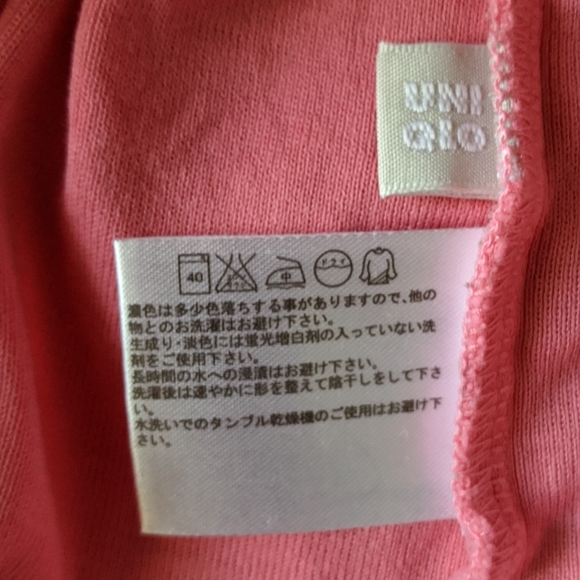 UNI
QLO
40
エンソサラシ
中
ドライ
濃色は多少色落ちする事がありますので、他の
物とのお洗濯はお避け下さい。
生成り・淡色には蛍光増白剤の入っていない洗
剤をご使用下さい。
長時間の水への浸漬はお避け下さい。
洗濯後は速やかに形を整えて陰干しをして下さ
い。
水洗いでのタンブル乾燥機のご使用はお避け下
さい。